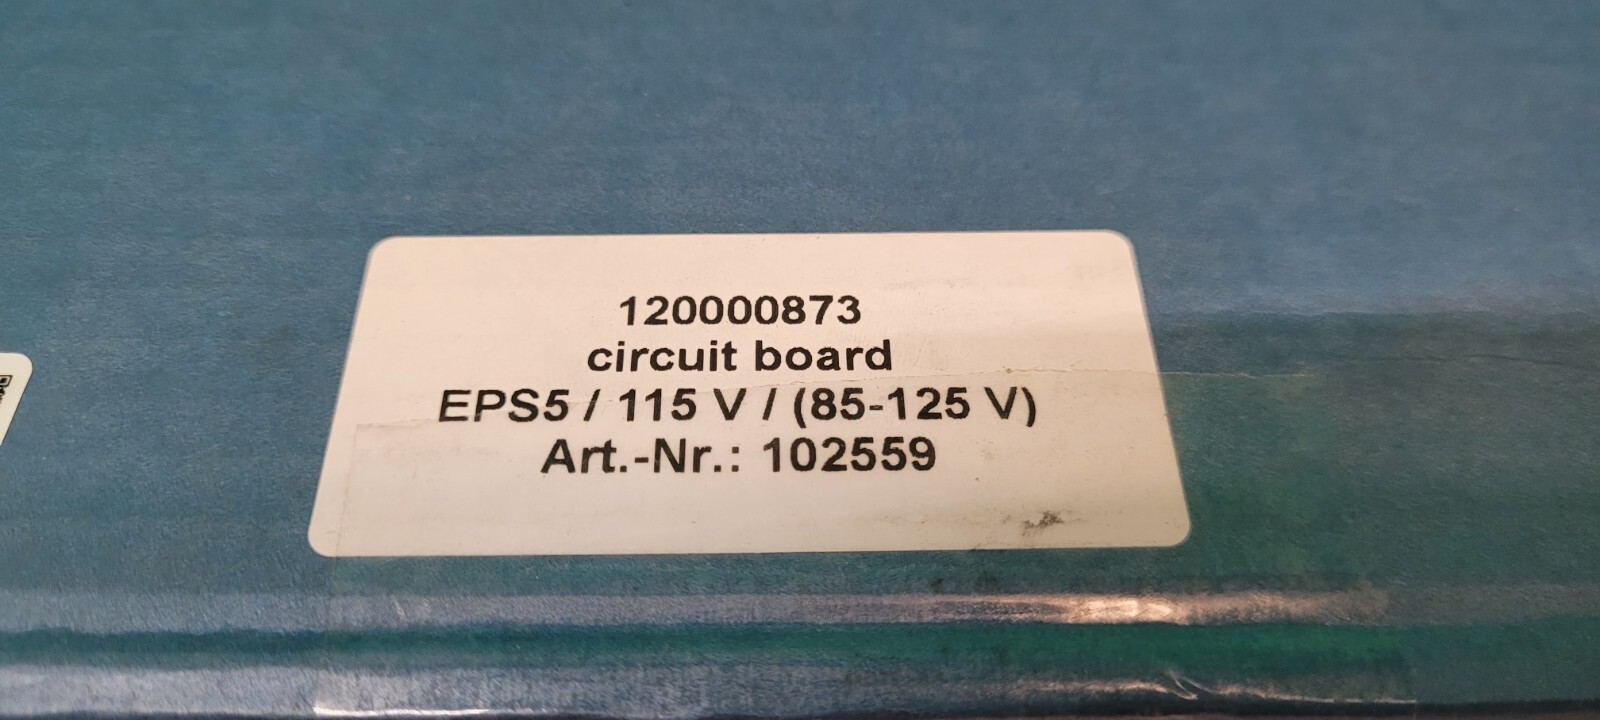 120000873
circuit board
EPS5 / 115 V / (85-125 V)
Art.-Nr.: 102559